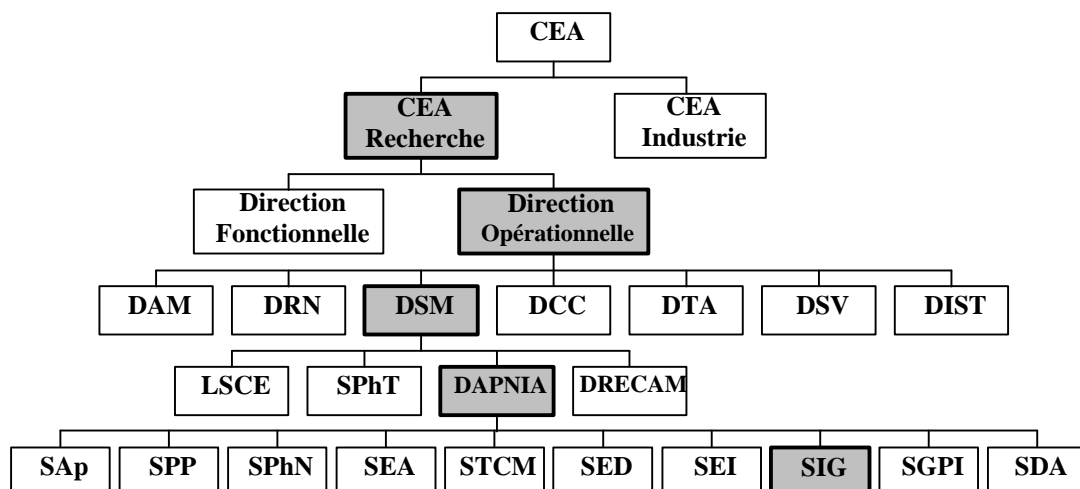 CEA
CEA
Recherche
CEA
Industrie
Direction
Fonctionnelle
Direction
Opérationnelle
DAM
DRN
DSM
DCC
DTA
DSV
DIST
LSCE
SPhT
DAPNIA
DRECAM
SAp
SPP
SPhN
SEA
STCM
SED
SEI
SIG
SGPI
SDA